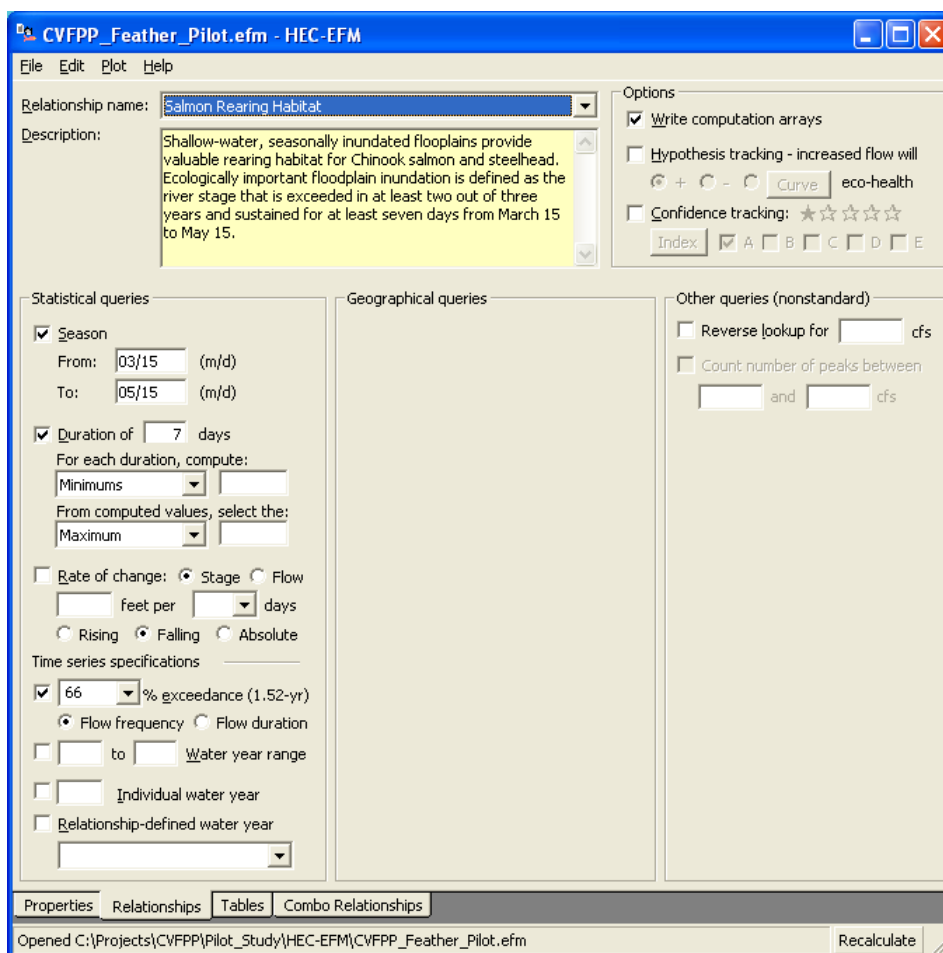 CVFPP_Feather_Pilot.efm - HEC-EFM
File Edit Plot Help
Relationship name: Salmon Rearing Habitat
Description:
Shallow-water, seasonally inundated flooplains provide
valuable rearing habitat for Chinook salmon and steelhead.
Ecologically important floodplain inundation is defined as the
river stage that is exceeded in at least two out of three
years and sustained for at least seven days from March 15
to May 15.
Options
Write computation arrays
Hypothesis tracking - increased flow will
+ - Curve eco-health
Confidence tracking:
Index A B C D E
Statistical queries
Season
From: 03/15 (m/d)
To: 05/15 (m/d)
Duration of 7 days
For each duration, compute:
Minimums
From computed values, select the:
Maximum
Rate of change: Stage Flow
feet per days
Rising Falling Absolute
Time series specifications
66 % exceedance (1.52-yr)
Flow frequency Flow duration
to Water year range
Individual water year
Relationship-defined water year
Geographical queries
Other queries (nonstandard)
Reverse lookup for cfs
Count number of peaks between
and cfs
Properties Relationships Tables Combo Relationships
Opened C:\Projects\CVFPP\Pilot_Study\HEC-EFM\CVFPP_Feather_Pilot.efm Recalculate